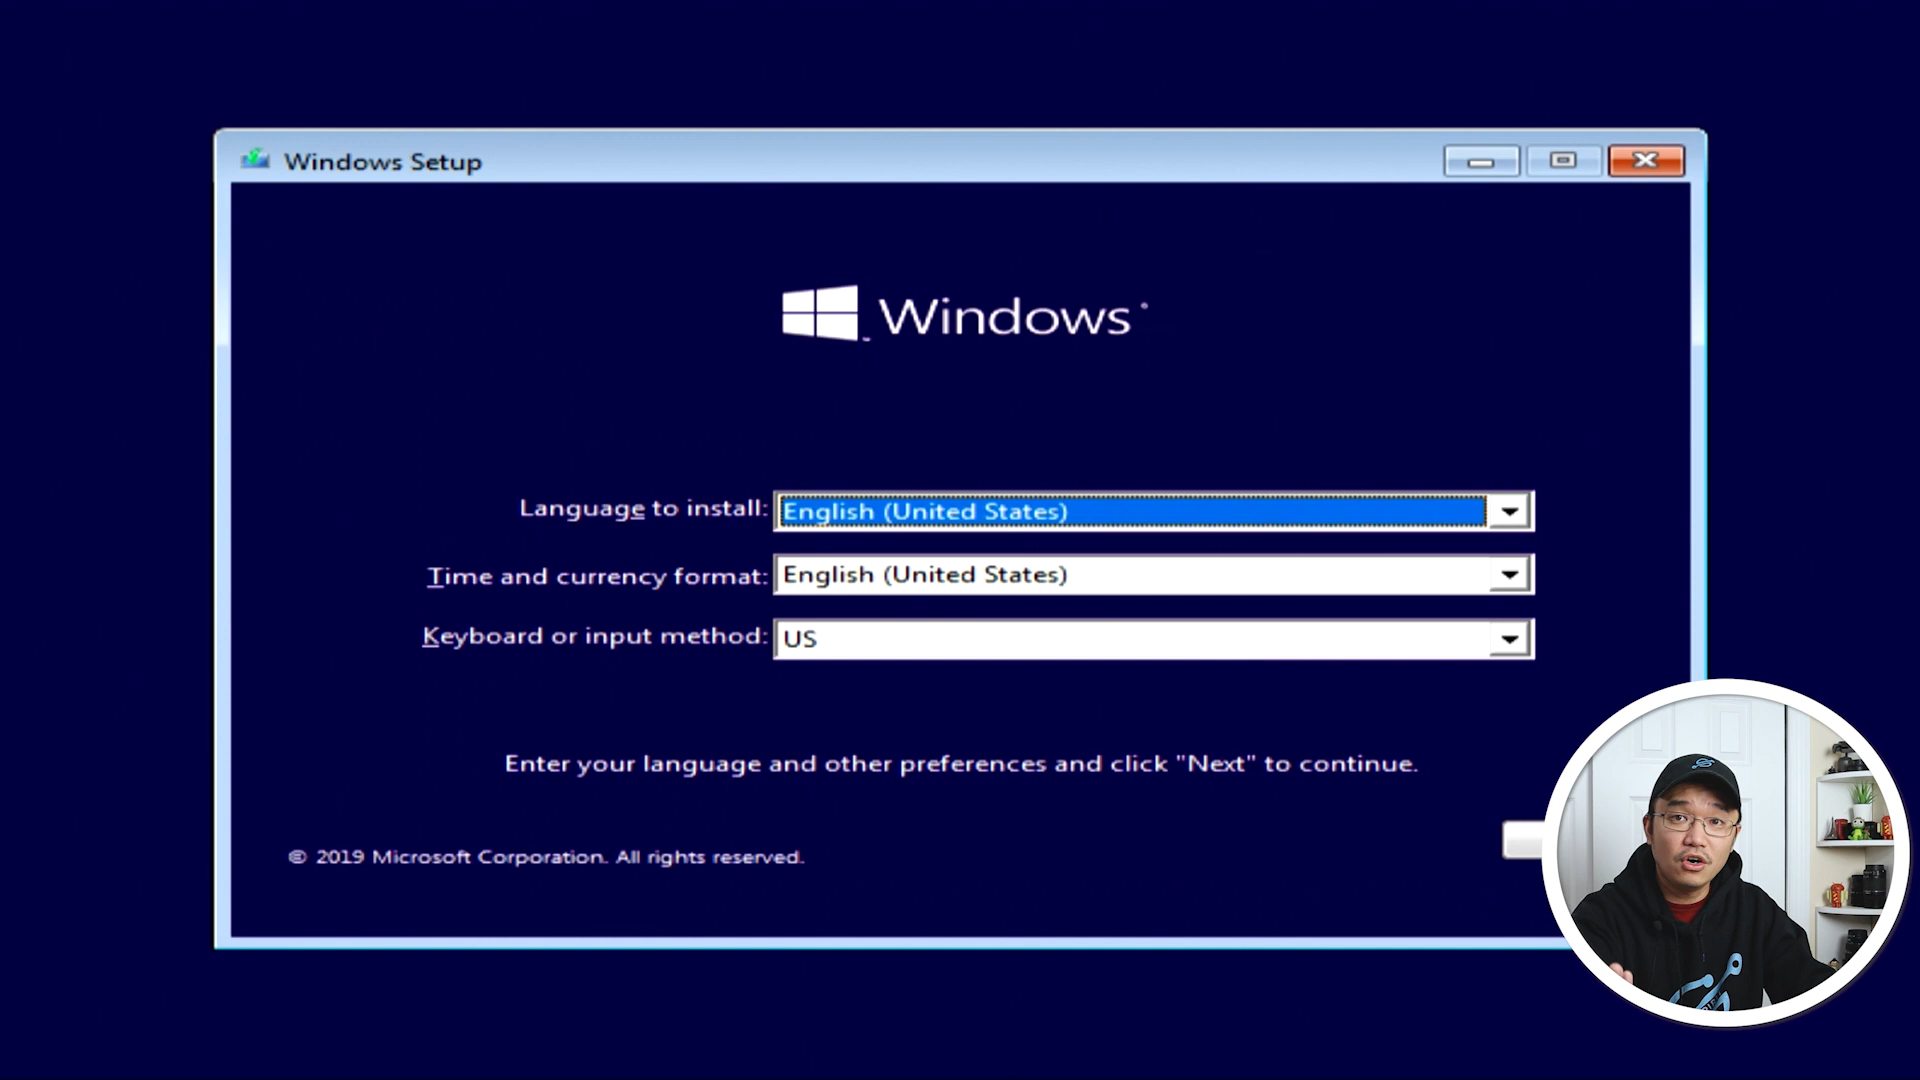 Windows Setup
Windows
Language to install: English (United States)
Time and currency format: English (United States)
Keyboard or input method: US
Enter your language and other preferences and click "Next" to continue.
© 2019 Microsoft Corporation. All rights reserved.